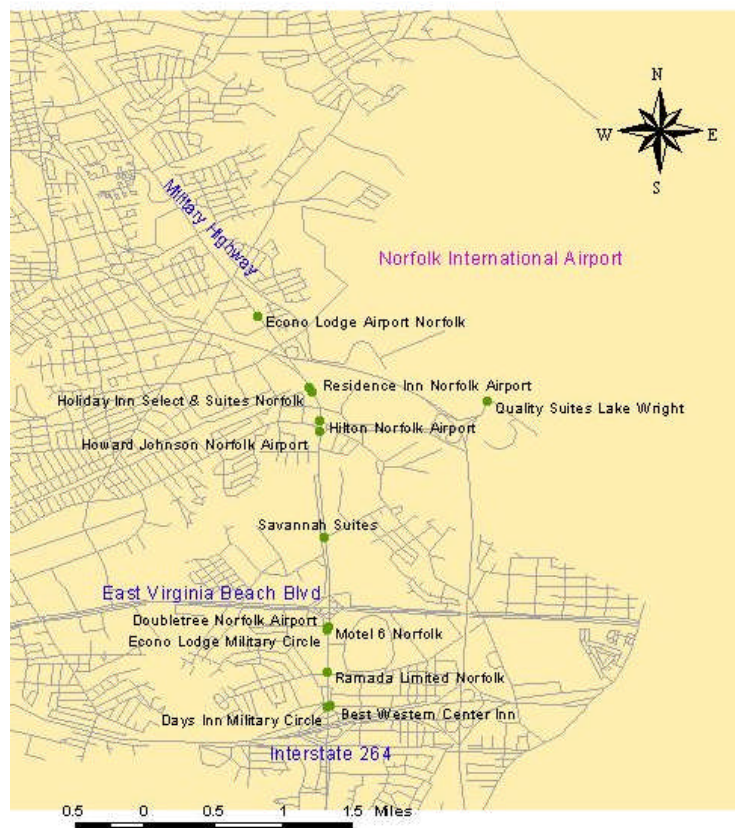 N
W E
S
Military Highway
Norfolk International Airport
Econo Lodge Airport Norfolk
Residence Inn Norfolk Airport
Holiday Inn Select & Suites Norfolk
Quality Suites Lake Wright
Hilton Norfolk Airport
Howard Johnson Norfolk Airport
Savannah Suites
East Virginia Beach Blvd
Doubletree Norfolk Airport
Motel 6 Norfolk
Econo Lodge Military Circle
Ramada Limited Norfolk
Best Western Center Inn
Days Inn Military Circle
Interstate 264
0.5 0 0.5 1 1.5 Miles